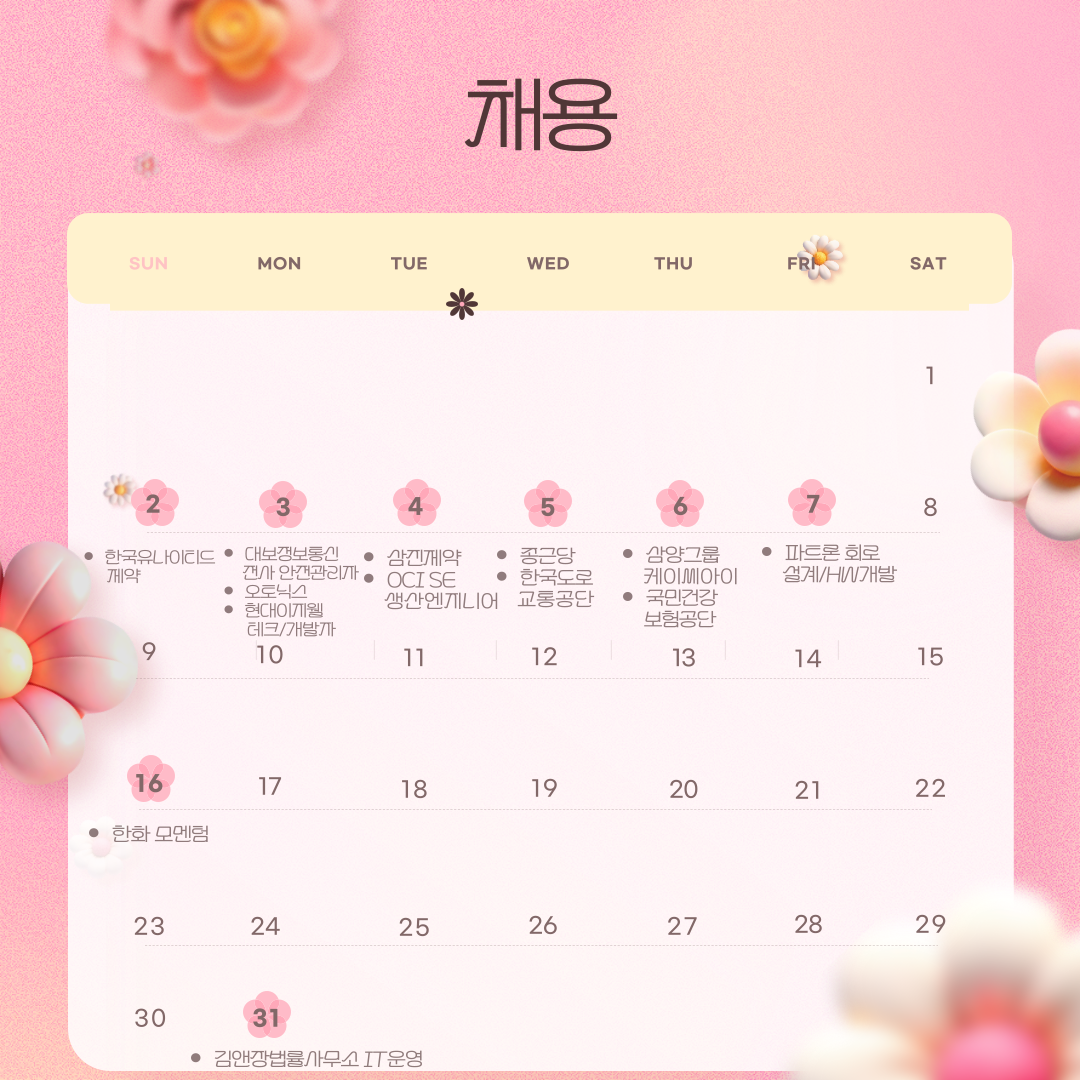 채용
SUN MON TUE WED THU FRI SAT
1
2 3 4 5 6 7 8
한국유나이티드
제약
대보정보통신
전사 안전관리자
오로닉스
현대이지웰
테크/개발자
삼진제약
OCI SE
생산엔지니어
종근당
한국도로
교통공단
삼양그룹
케이씨아이
국민건강
보험공단
파트론 회로
설계/HW개발
9 10 11 12 13 14 15
16 17 18 19 20 21 22
한화 모멘텀
23 24 25 26 27 28 29
30 31
김앤장법률사무소 IT운영